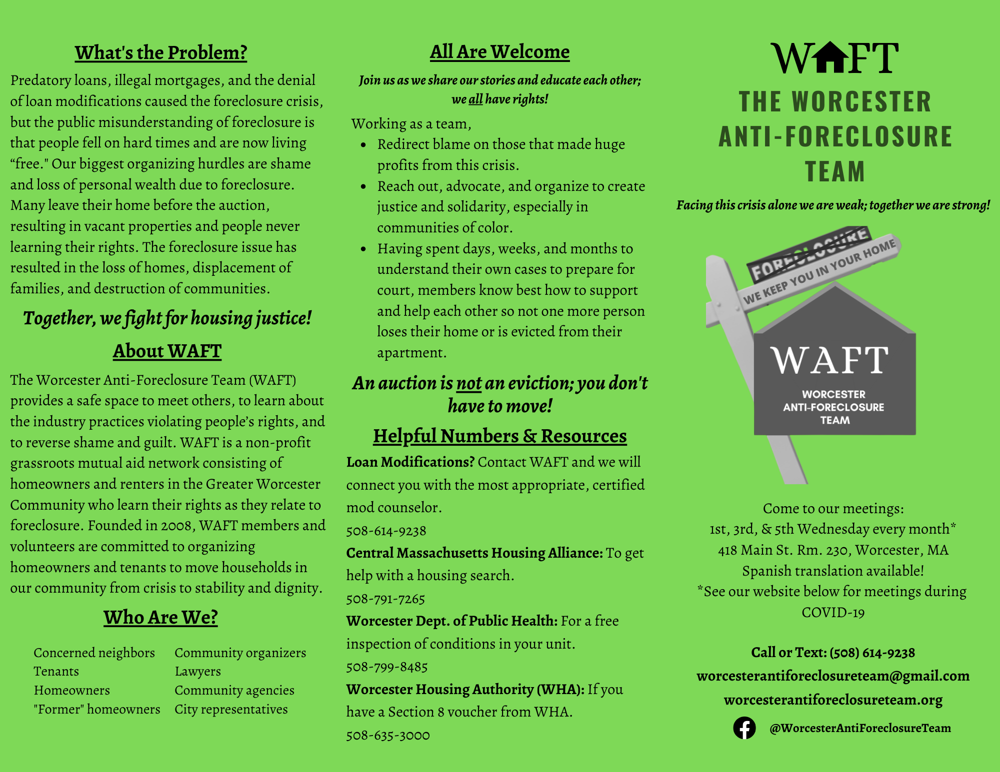 What's the Problem?
Predatory loans, illegal mortgages, and the denial
of loan modifications caused the foreclosure crisis,
but the public misunderstanding of foreclosure is
that people fell on hard times and are now living
“free." Our biggest organizing hurdles are shame
and loss of personal wealth due to foreclosure.
Many leave their home before the auction,
resulting in vacant properties and people never
learning their rights. The foreclosure issue has
resulted in the loss of homes, displacement of
families, and destruction of communities.
Together, we fight for housing justice!
About WAFT
The Worcester Anti-Foreclosure Team (WAFT)
provides a safe space to meet others, to learn about
the industry practices violating people’s rights, and
to reverse shame and guilt. WAFT is a non-profit
grassroots mutual aid network consisting of
homeowners and renters in the Greater Worcester
Community who learn their rights as they relate to
foreclosure. Founded in 2008, WAFT members and
volunteers are committed to organizing
homeowners and tenants to move households in
our community from crisis to stability and dignity.
Who Are We?
Concerned neighbors
Tenants
Homeowners
"Former" homeowners
Community organizers
Lawyers
Community agencies
City representatives
All Are Welcome
Join us as we share our stories and educate each other;
we all have rights!
Working as a team,
• Redirect blame on those that made huge
profits from this crisis.
• Reach out, advocate, and organize to create
justice and solidarity, especially in
communities of color.
• Having spent days, weeks, and months to
understand their own cases to prepare for
court, members know best how to support
and help each other so not one more person
loses their home or is evicted from their
apartment.
An auction is not an eviction; you don't
have to move!
Helpful Numbers & Resources
Loan Modifications? Contact WAFT and we will
connect you with the most appropriate, certified
mod counselor.
508-614-9238
Central Massachusetts Housing Alliance: To get
help with a housing search.
508-791-7265
Worcester Dept. of Public Health: For a free
inspection of conditions in your unit.
508-799-8485
Worcester Housing Authority (WHA): If you
have a Section 8 voucher from WHA.
508-635-3000
WAFT
THE WORCESTER
ANTI-FORECLOSURE
TEAM
Facing this crisis alone we are weak; together we are strong!
FORECLOSURE
WE KEEP YOU IN YOUR HOME
WAFT
WORCESTER
ANTI-FORECLOSURE
TEAM
Come to our meetings:
1st, 3rd, & 5th Wednesday every month*
418 Main St. Rm. 230, Worcester, MA
Spanish translation available!
*See our website below for meetings during
COVID-19
Call or Text: (508) 614-9238
worcesterantiforeclosureteam@gmail.com
worcesterantiforeclosureteam.org
@WorcesterAntiForeclosureTeam